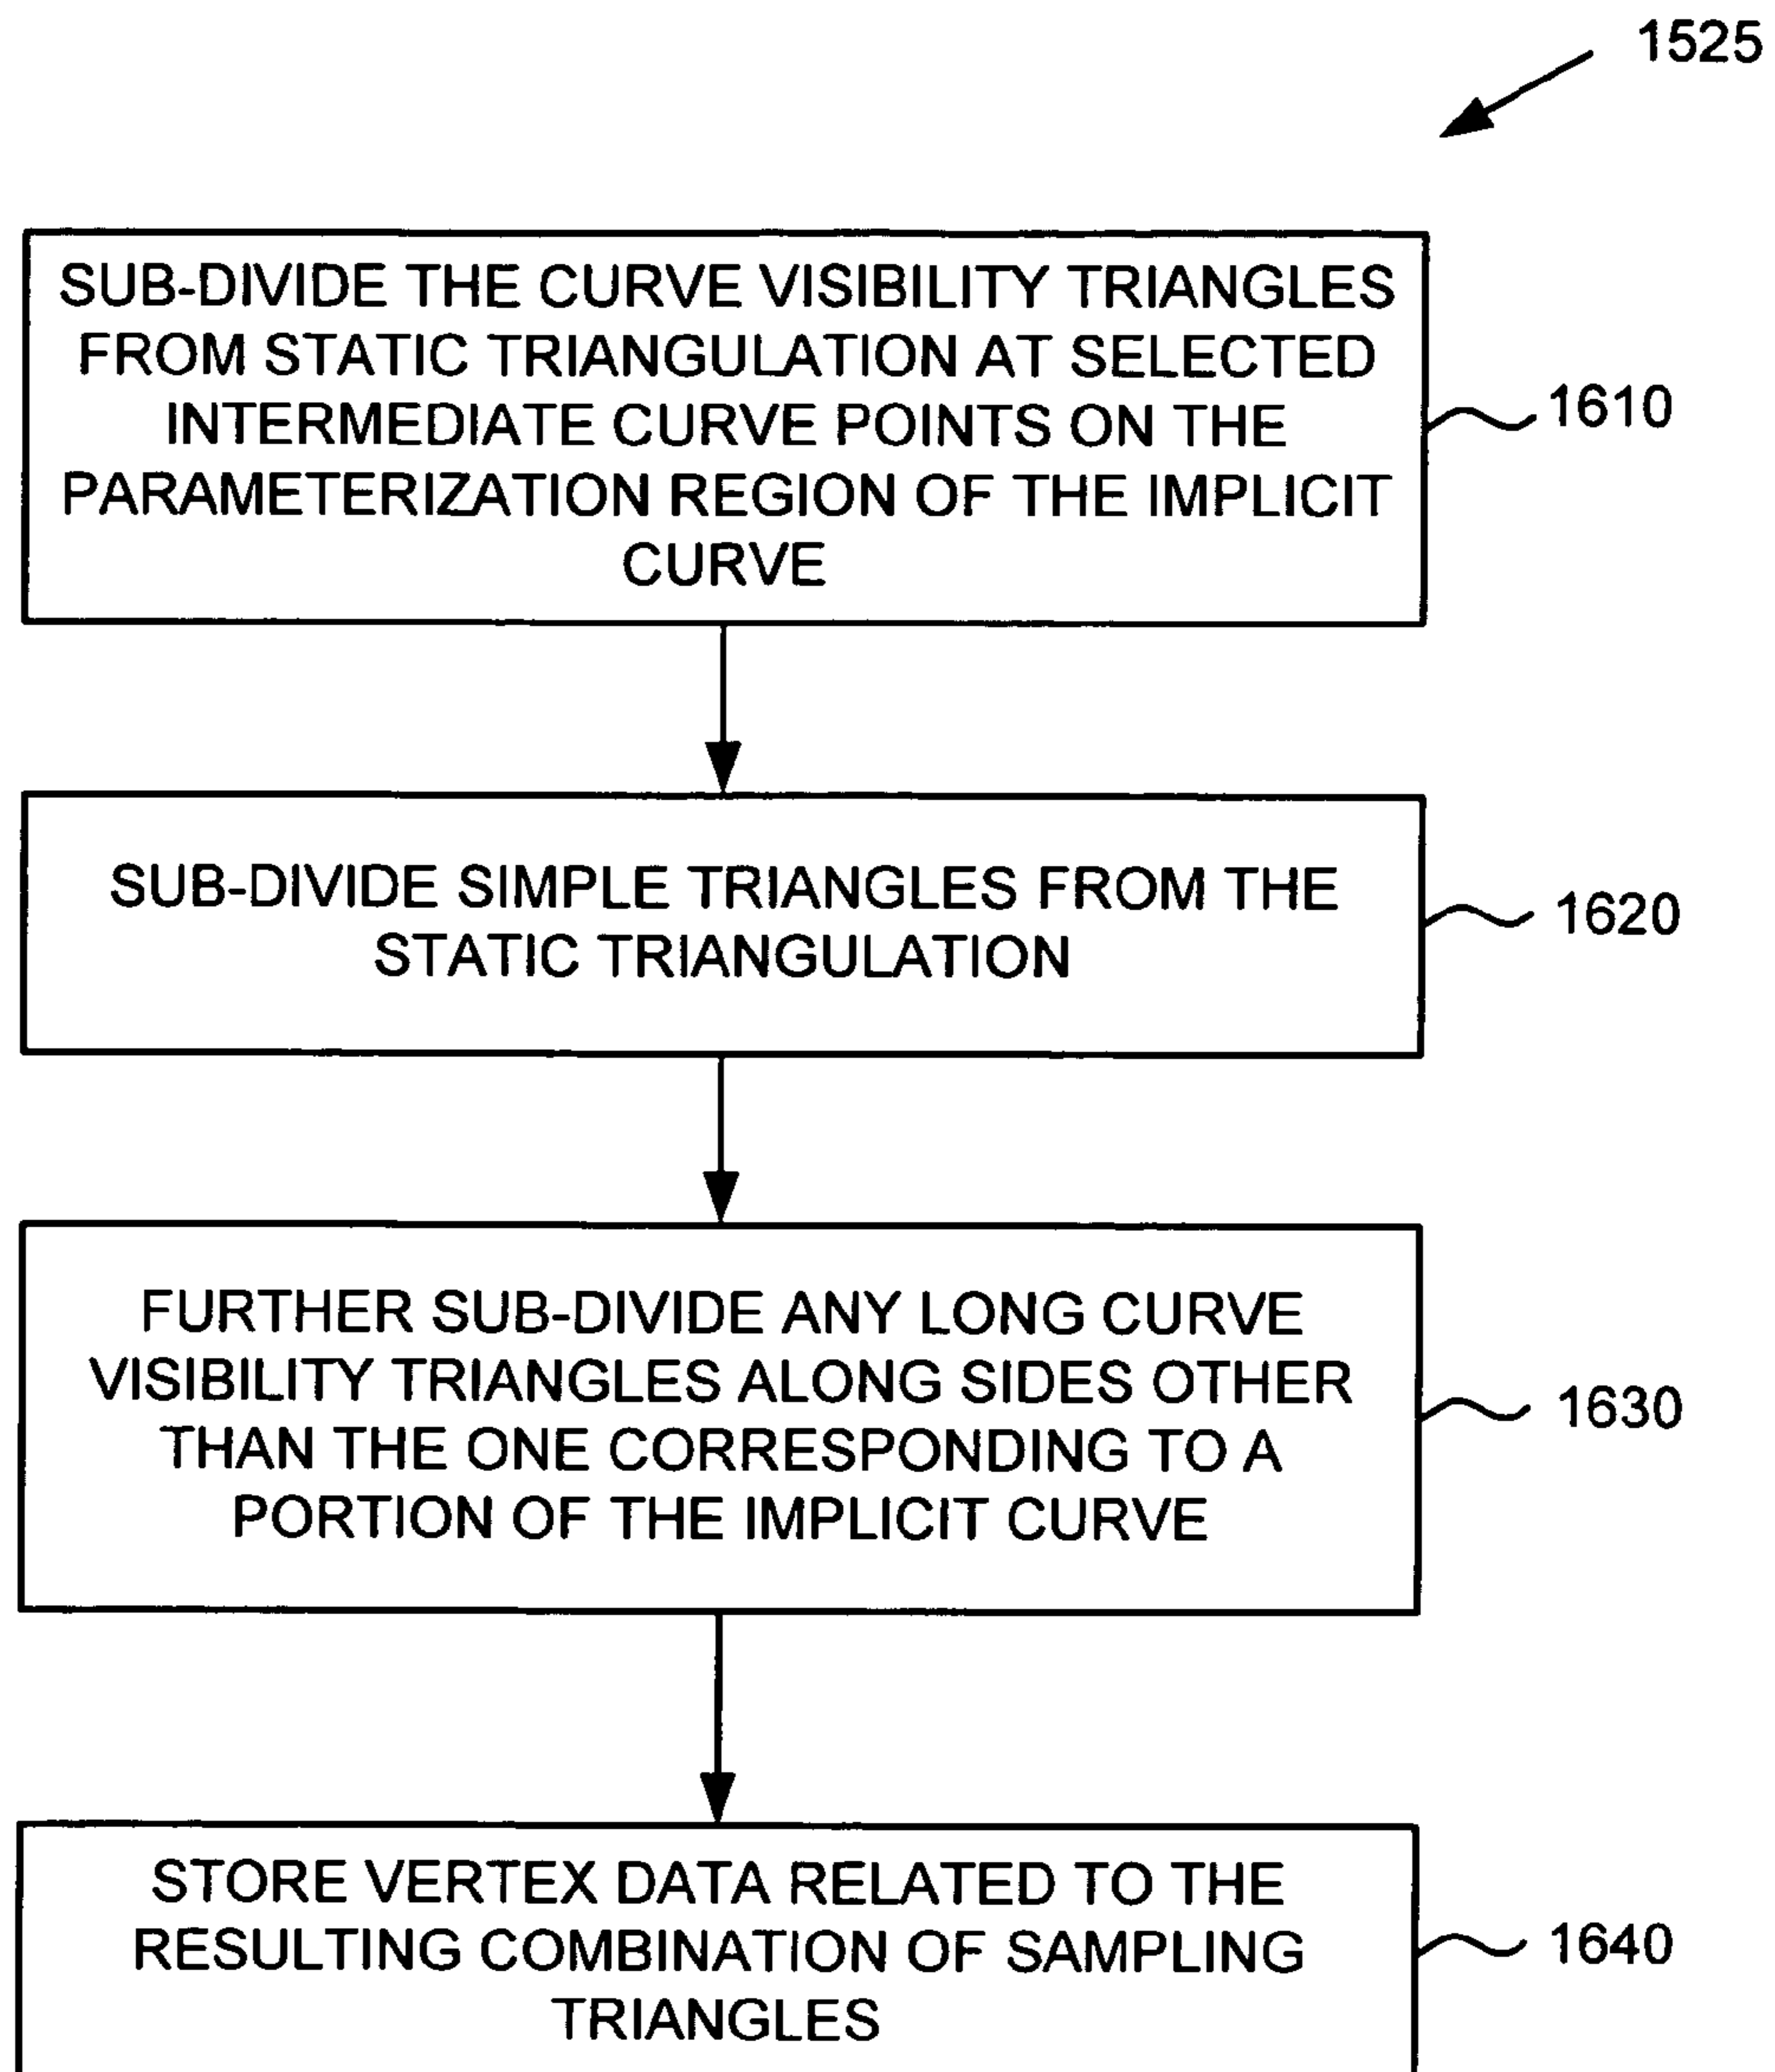 1525
SUB-DIVIDE THE CURVE VISIBILITY TRIANGLES
FROM STATIC TRIANGULATION AT SELECTED
INTERMEDIATE CURVE POINTS ON THE
PARAMETERIZATION REGION OF THE IMPLICIT
CURVE
1610
SUB-DIVIDE SIMPLE TRIANGLES FROM THE
STATIC TRIANGULATION
1620
FURTHER SUB-DIVIDE ANY LONG CURVE
VISIBILITY TRIANGLES ALONG SIDES OTHER
THAN THE ONE CORRESPONDING TO A
PORTION OF THE IMPLICIT CURVE
1630
STORE VERTEX DATA RELATED TO THE
RESULTING COMBINATION OF SAMPLING
TRIANGLES
1640